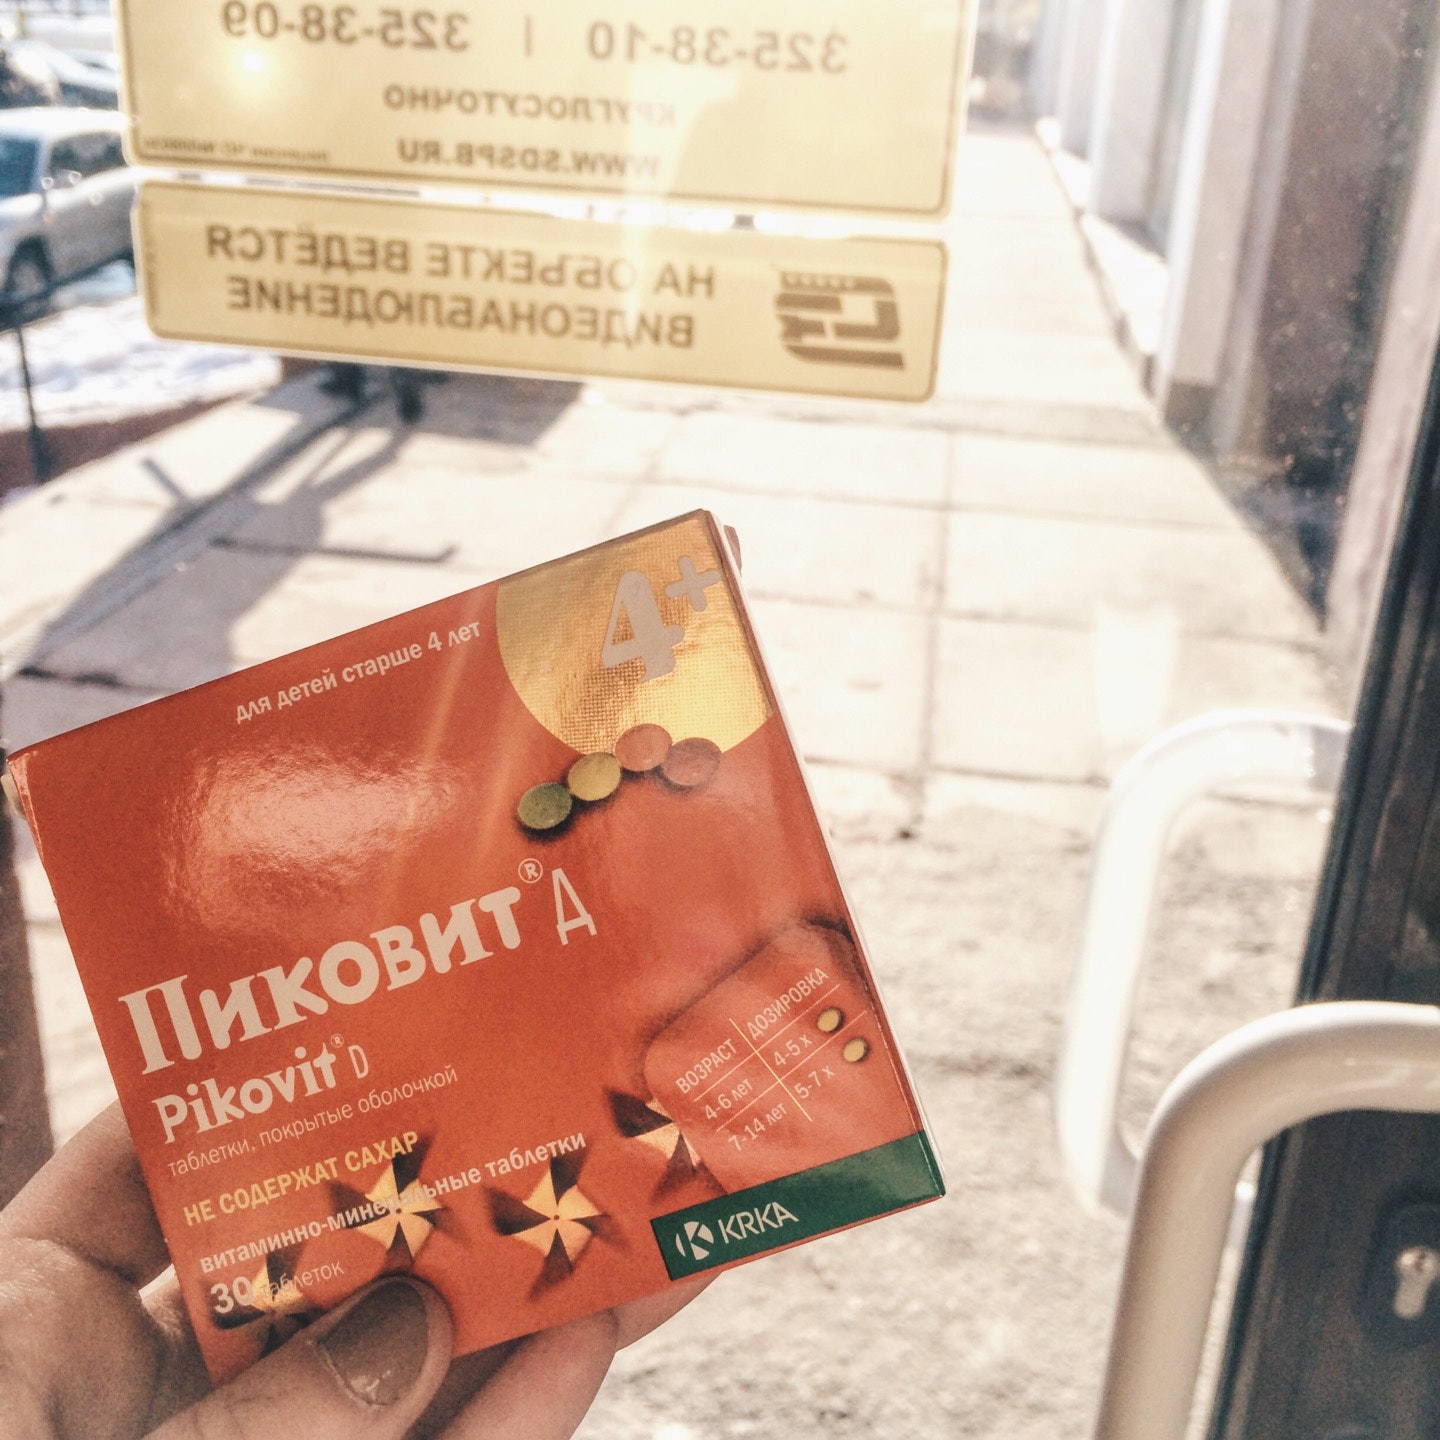 325-38-10 | 325-38-09
КРУГЛОСУТОЧНО
WWW.SDSPB.RU
НА ОБЪЕКТЕ ВЕДЁТСЯ
ВИДЕОНАБЛЮДЕНИЕ
4+
для детей старше 4 лет
Пиковит® Д
Pikovit® D
таблетки, покрытые оболочкой
НЕ СОДЕРЖАТ САХАР
витаминно-минеральные таблетки
30 таблеток
ВОЗРАСТ ДОЗИРОВКА
4-6 лет 4-5 x
7-14 лет 5-7 x
KRKA